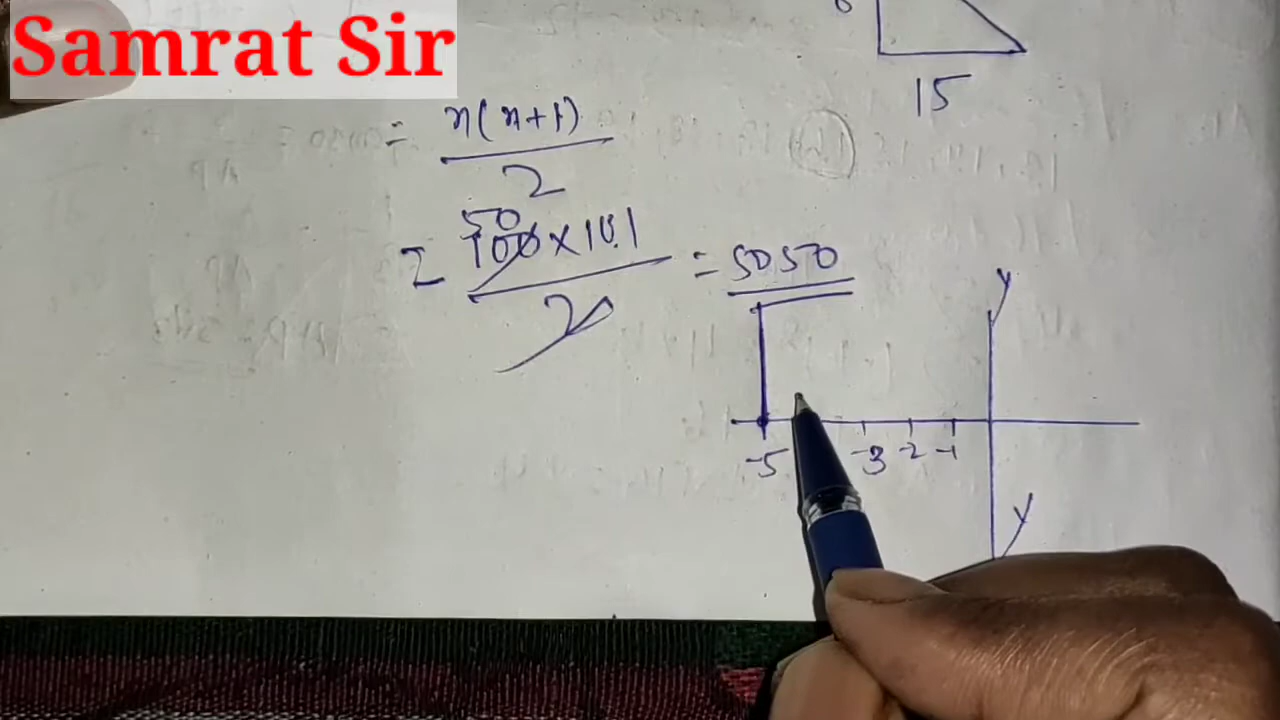 Samrat Sir
15
= n(n+1)
2
50
= 100×101 = 5050
2
y
-5 -3 -2 -1
y